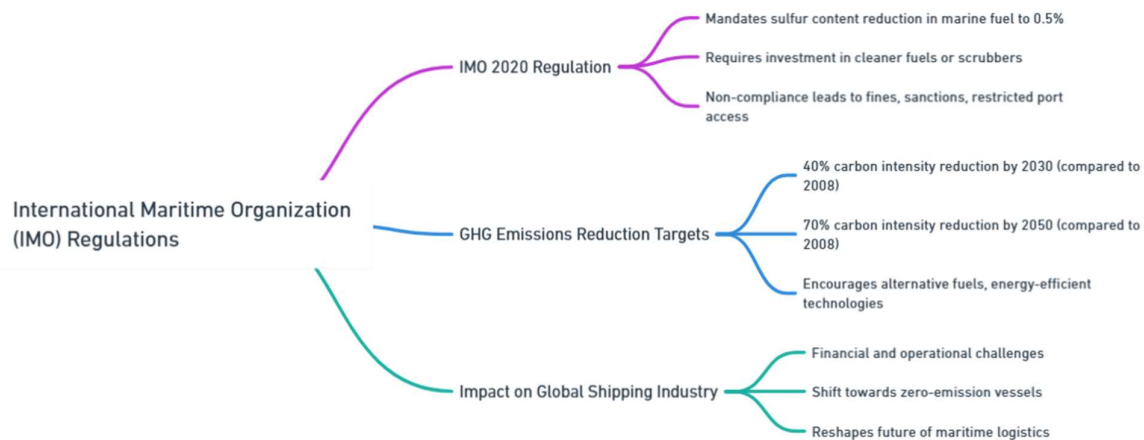 International Maritime Organization
(IMO) Regulations
IMO 2020 Regulation
Mandates sulfur content reduction in marine fuel to 0.5%
Requires investment in cleaner fuels or scrubbers
Non-compliance leads to fines, sanctions, restricted port
access
GHG Emissions Reduction Targets
40% carbon intensity reduction by 2030 (compared to
2008)
70% carbon intensity reduction by 2050 (compared to
2008)
Encourages alternative fuels, energy-efficient
technologies
Impact on Global Shipping Industry
Financial and operational challenges
Shift towards zero-emission vessels
Reshapes future of maritime logistics